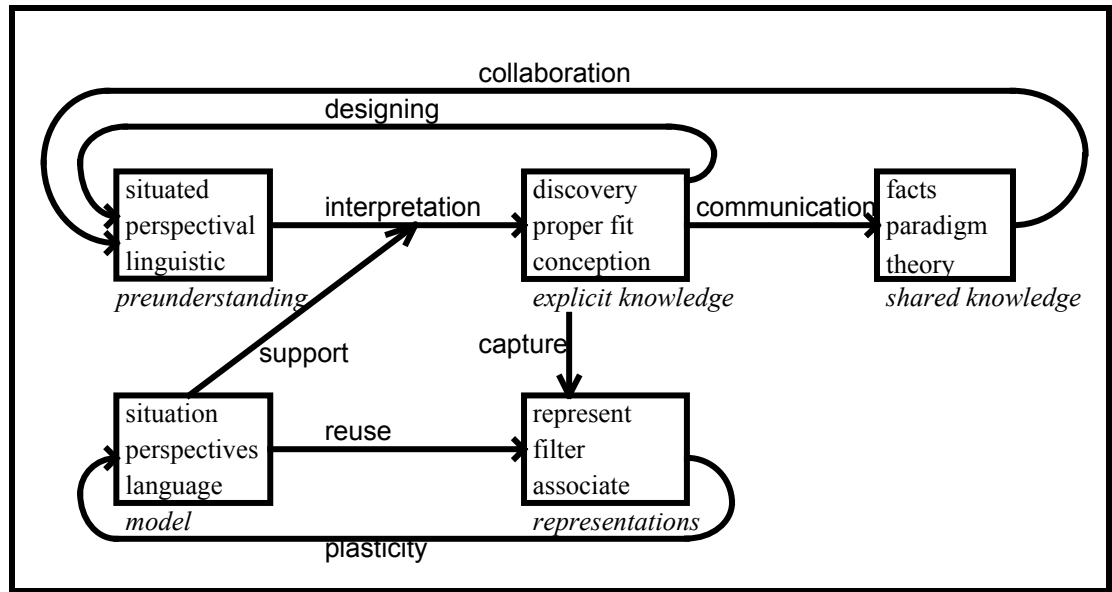 collaboration
designing
situated
perspectival
linguistic
preunderstanding
interpretation
discovery
proper fit
conception
explicit knowledge
communication
facts
paradigm
theory
shared knowledge
support
capture
situation
perspectives
language
model
reuse
represent
filter
associate
representations
plasticity